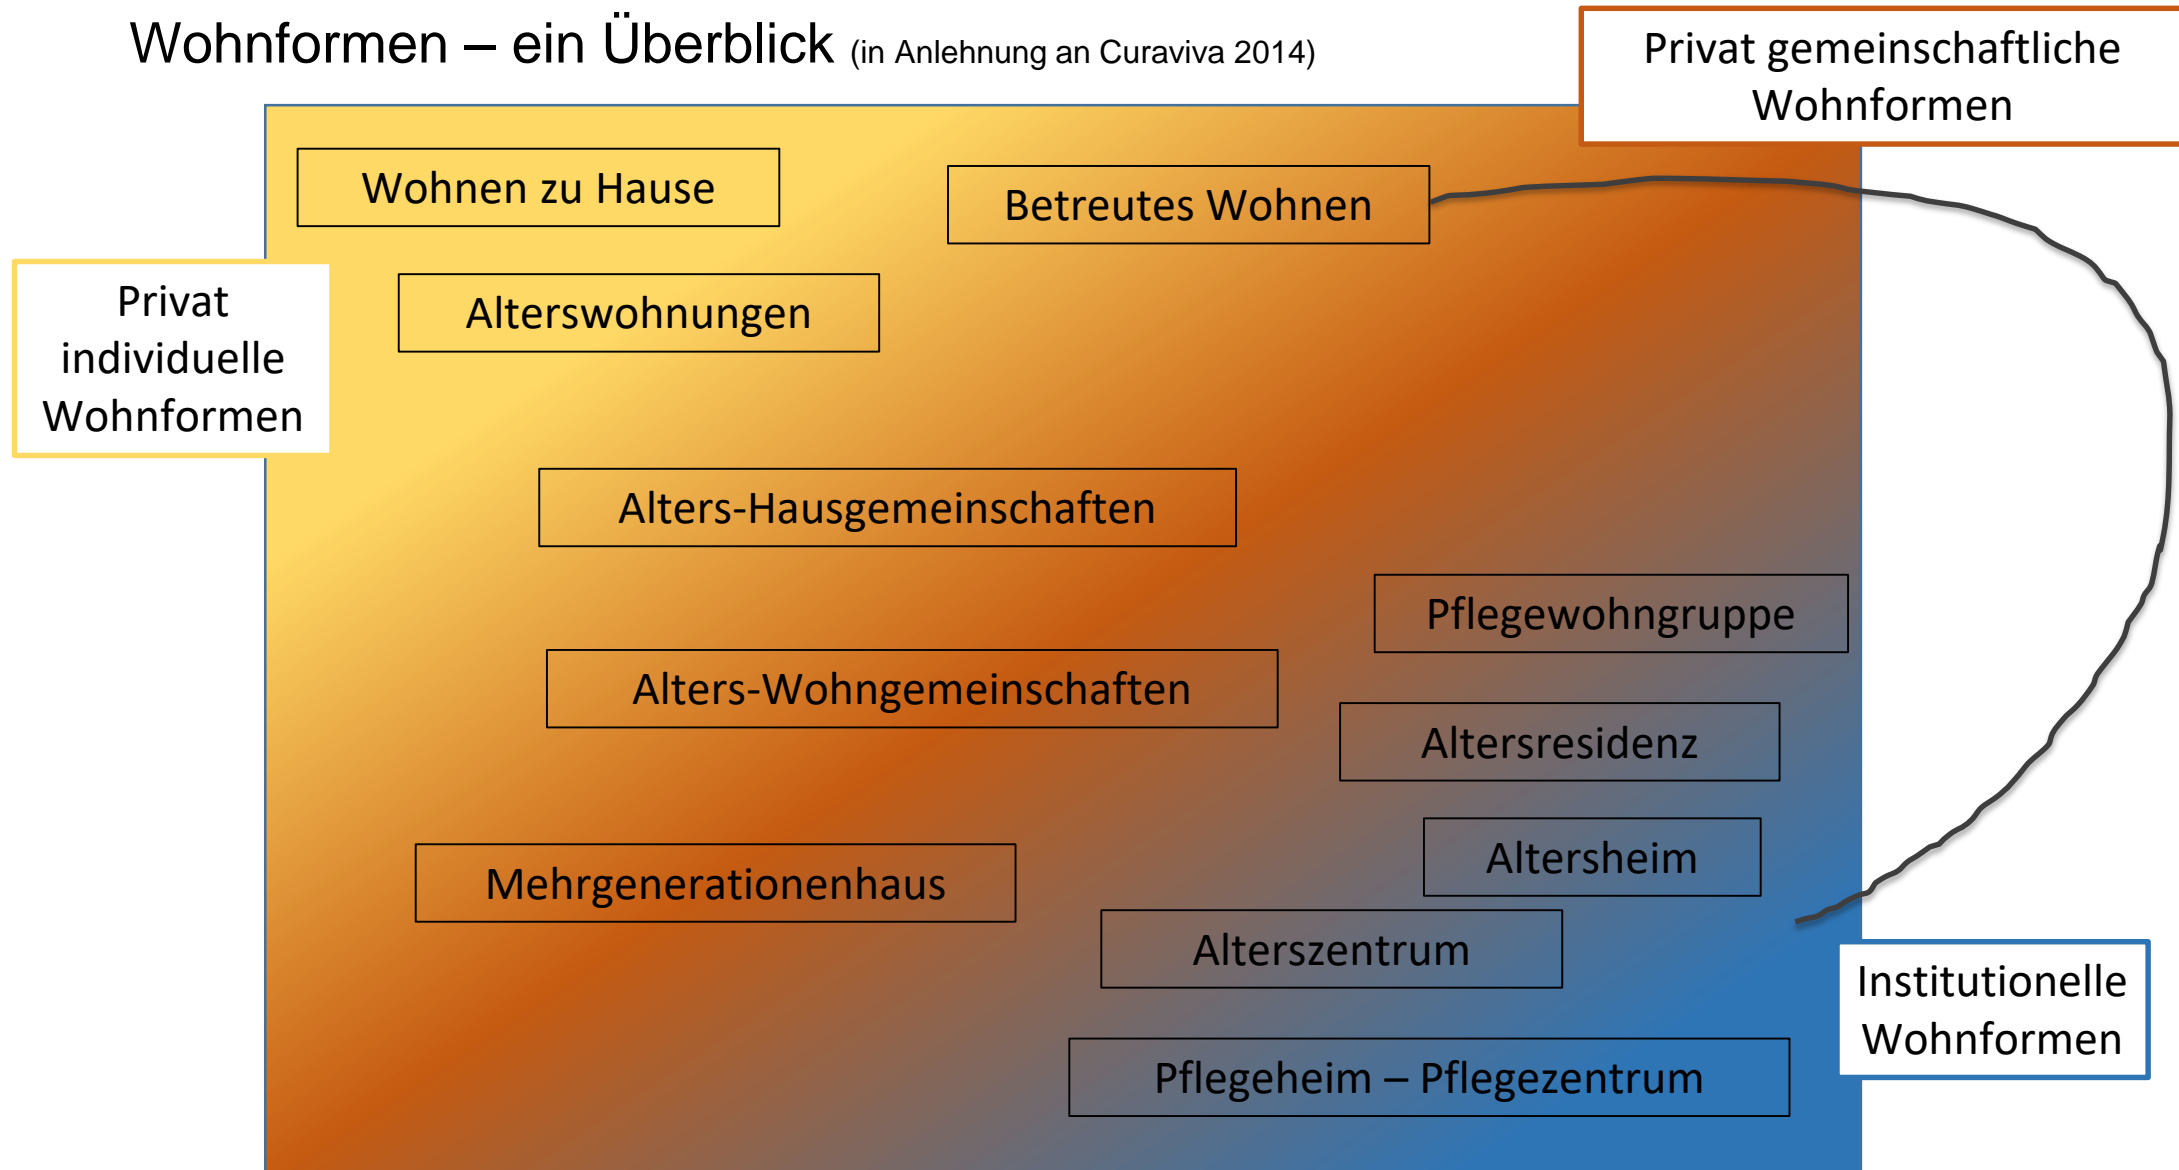 Wohnformen – ein Überblick (in Anlehnung an Curaviva 2014)
Privat gemeinschaftliche
Wohnformen
Wohnen zu Hause
Betreutes Wohnen
Privat
individuelle
Wohnformen
Alterswohnungen
Alters-Hausgemeinschaften
Pflegewohngruppe
Alters-Wohngemeinschaften
Altersresidenz
Altersheim
Mehrgenerationenhaus
Alterszentrum
Institutionelle
Wohnformen
Pflegeheim – Pflegezentrum